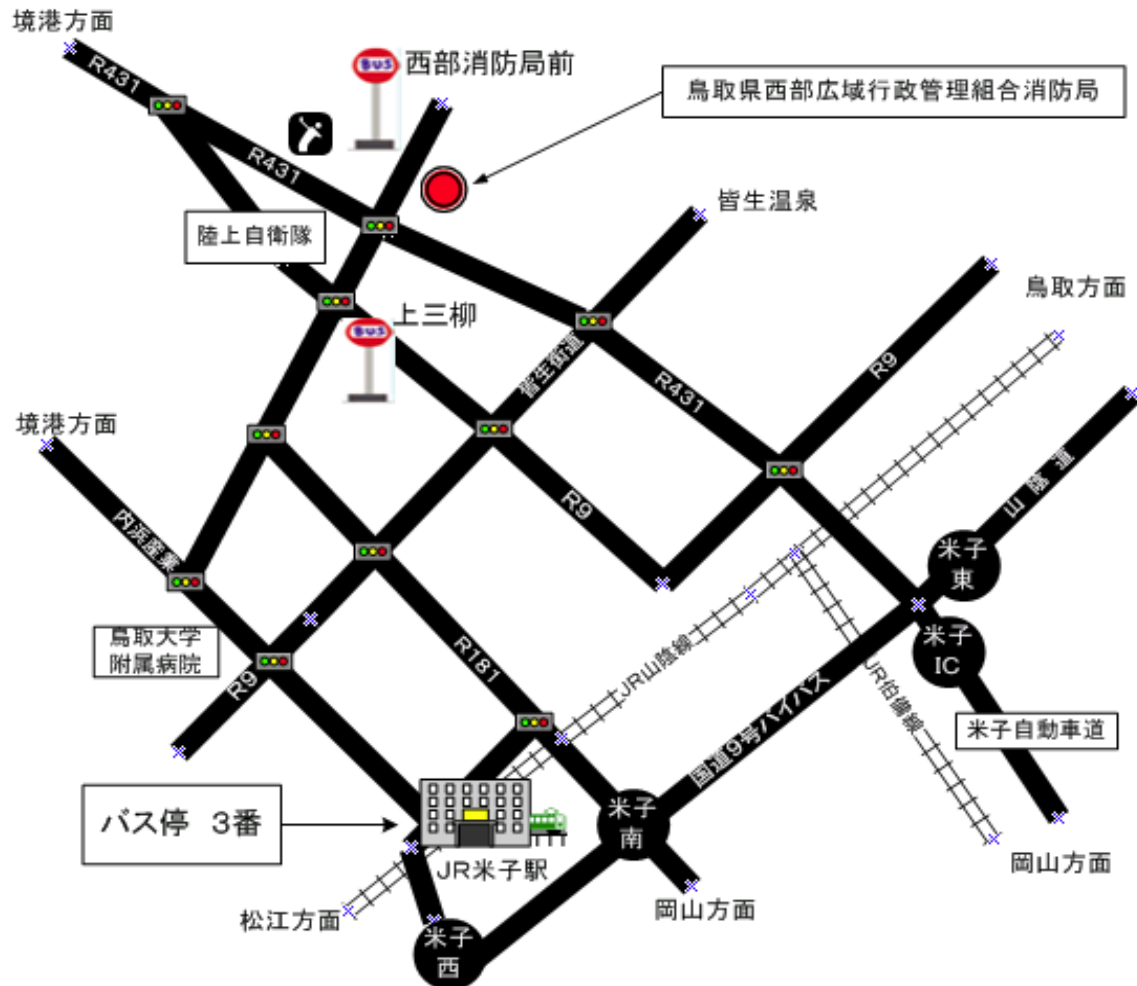 境港方面
R431
BUS
西部消防局前
鳥取県西部広域行政管理組合消防局
R431
陸上自衛隊
皆生温泉
鳥取方面
BUS
上三柳
皆生街道
R431
R9
境港方面
内浜産業
R9
山陰道
米子
東
鳥取大学
附属病院
R9
R181
JR山陰線
米子
IC
JR伯備線
国道9号バイパス
米子自動車道
バス停 3番
JR米子駅
米子
南
岡山方面
岡山方面
松江方面
米子
西